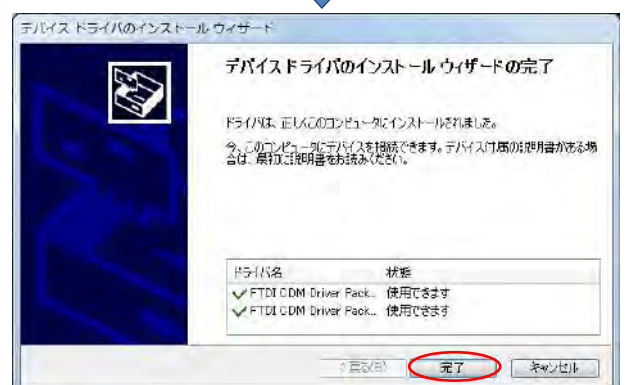 デバイス ドライバのインストール ウィザード
デバイス ドライバのインストール ウィザードの完了
ドライバは、正しくこのコンピュータにインストールされました。
今、このコンピュータにデバイスを接続できます。デバイス付属の説明書がある場
合は、最初に説明書をお読みください。
ドライバ名 状態
FTDI CDM Driver Pack... 使用できます
FTDI CDM Driver Pack... 使用できます
< 戻る(B) 完了 キャンセル